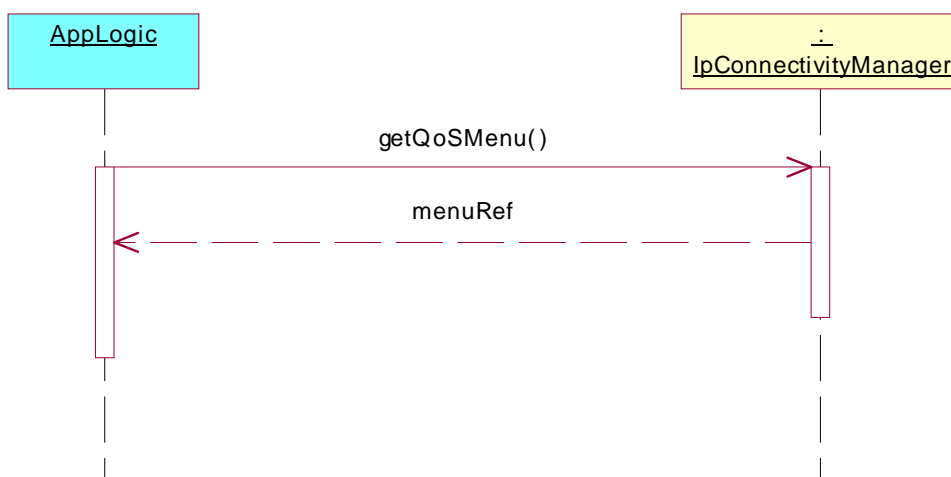 AppLogic
:
IpConnectivityManager
getQoSMenu()
menuRef